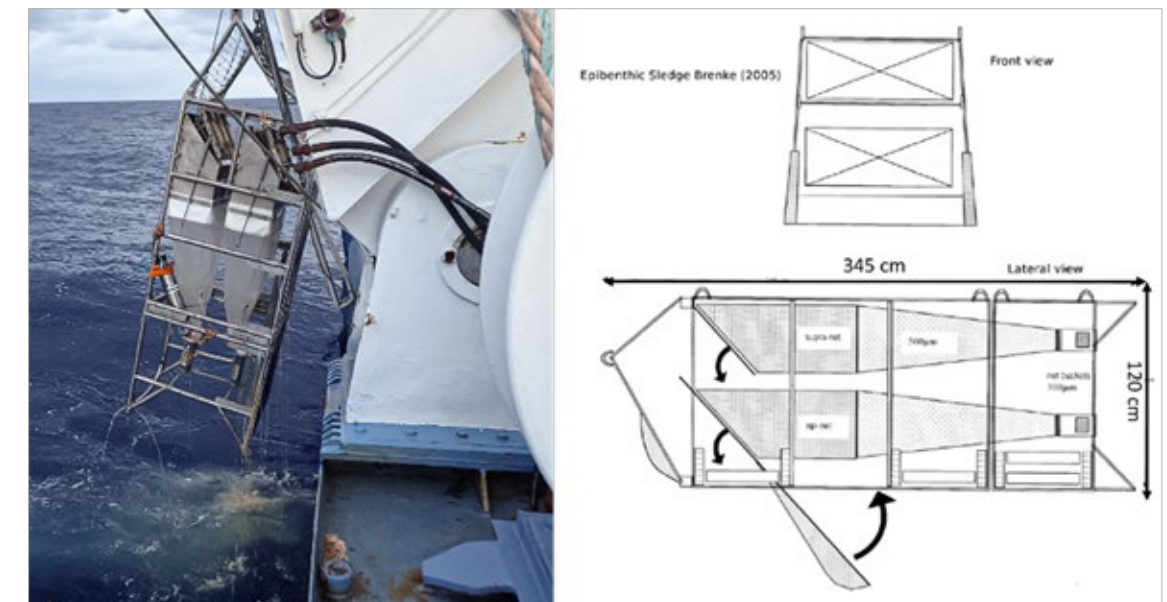 Epibenthic Sledge Brenke (2005)
Front view
345 cm
Lateral view
supra net
500µm
net buckets
300µm
epi net
120 cm